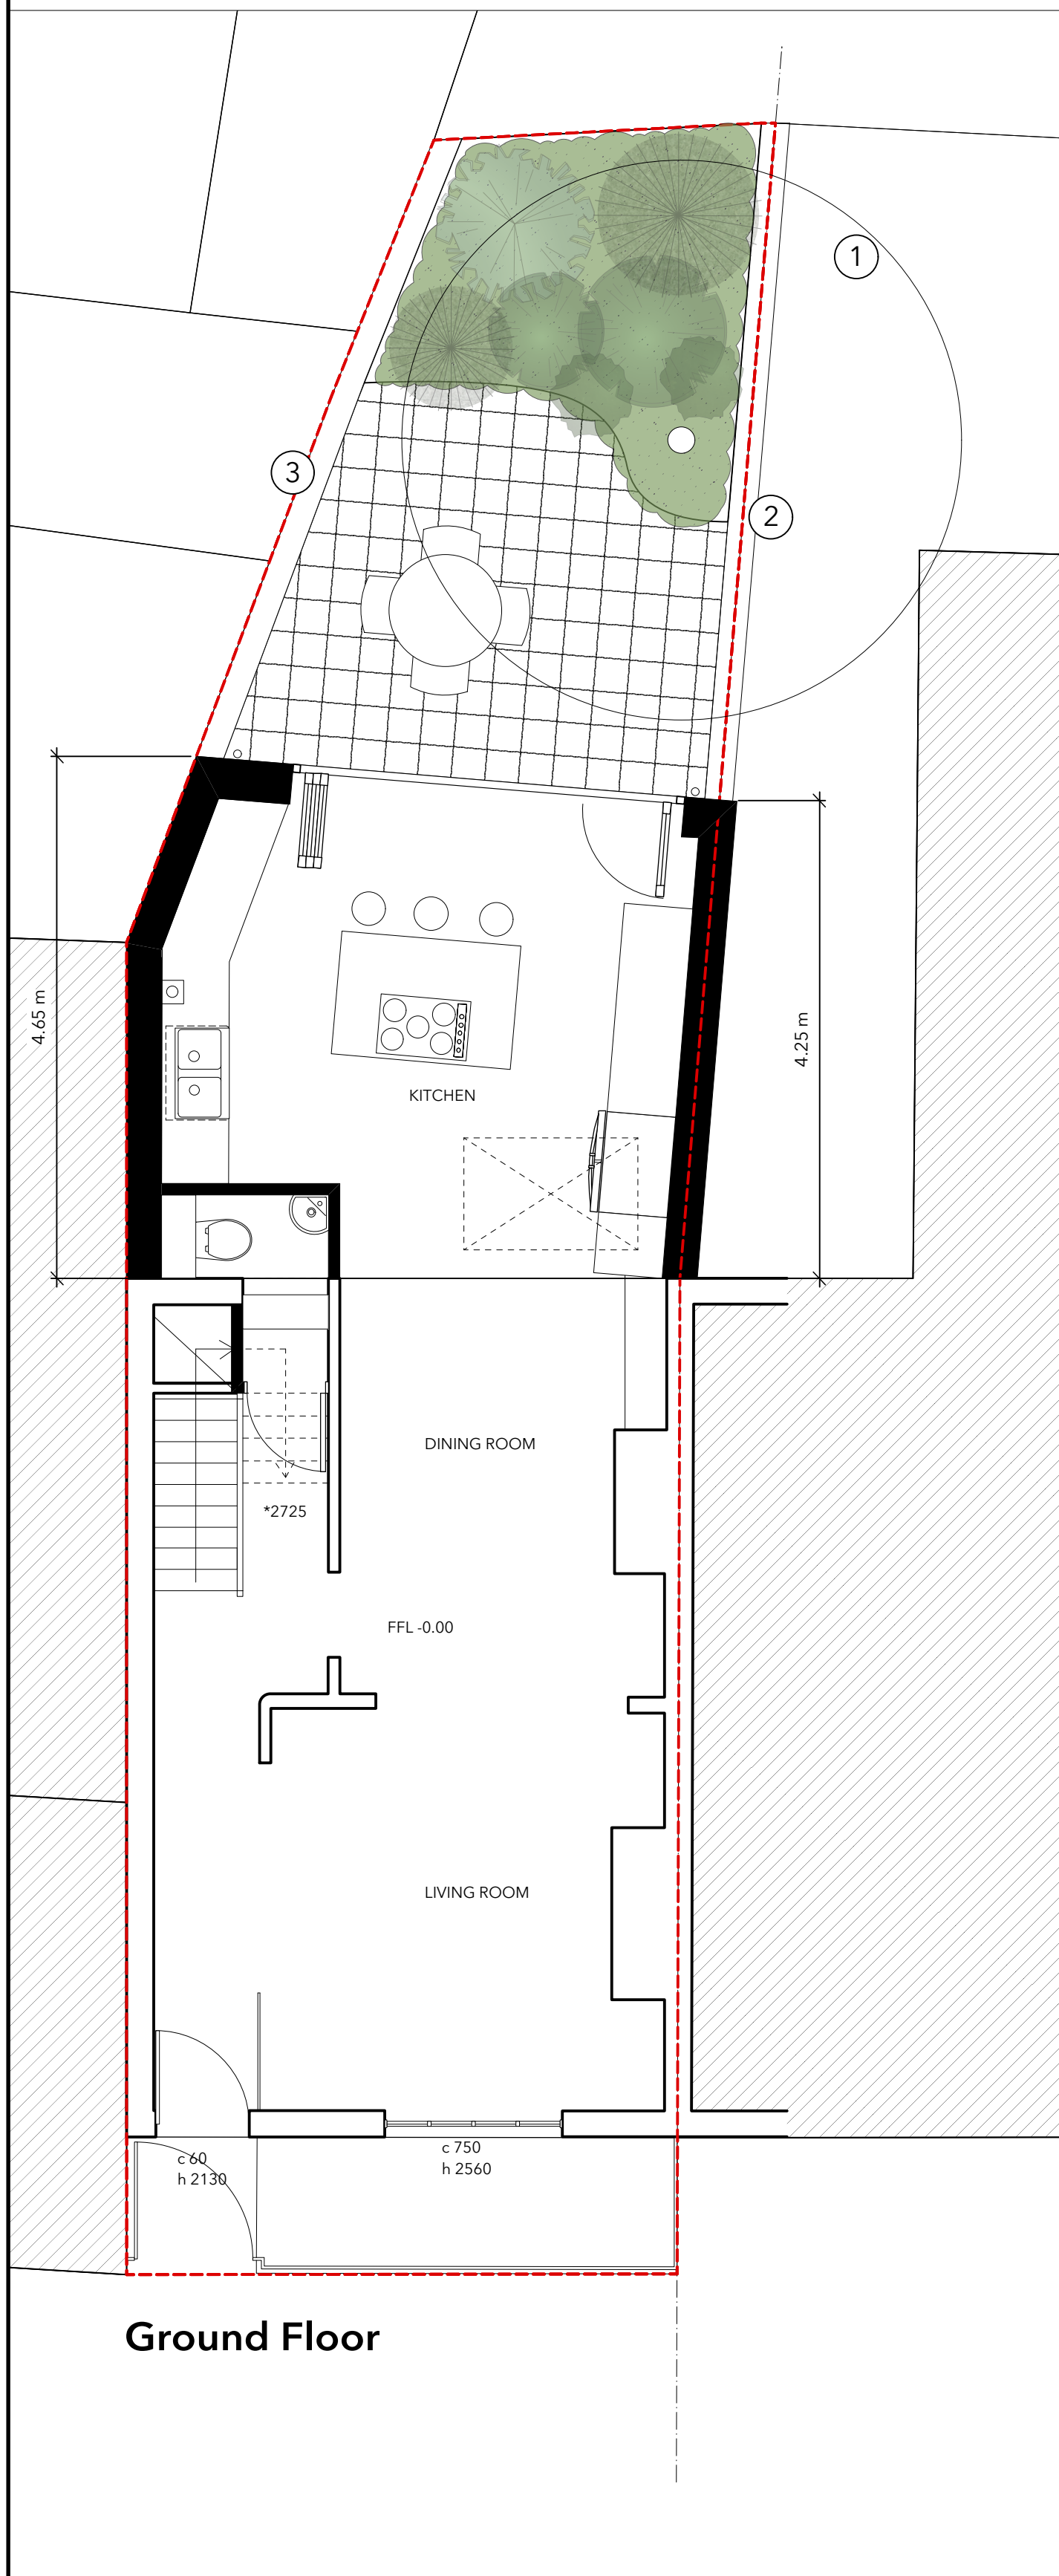 1
3
2
4.65 m
4.25 m
KITCHEN
DINING ROOM
*2725
FFL -0.00
LIVING ROOM
c 60
h 2130
c 750
h 2560
Ground Floor